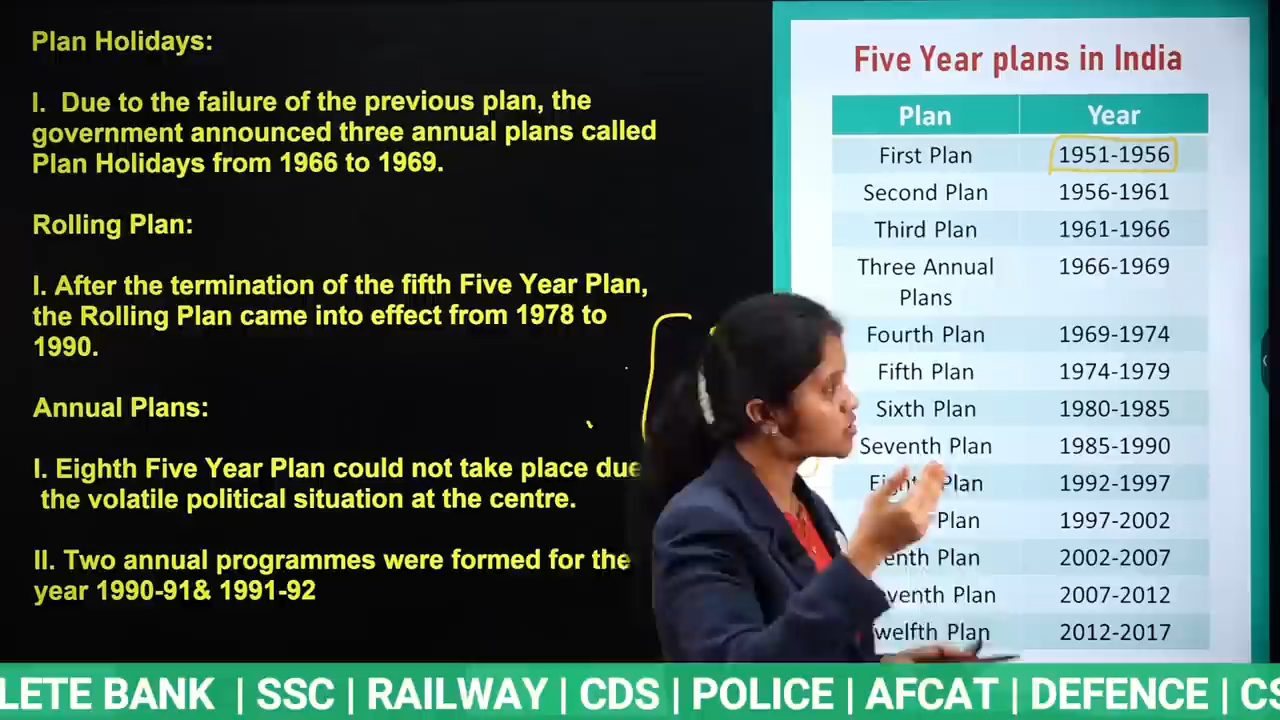 Plan Holidays:
I. Due to the failure of the previous plan, the
government announced three annual plans called
Plan Holidays from 1966 to 1969.
Rolling Plan:
I. After the termination of the fifth Five Year Plan,
the Rolling Plan came into effect from 1978 to
1990.
Annual Plans:
I. Eighth Five Year Plan could not take place due
the volatile political situation at the centre.
II. Two annual programmes were formed for the
year 1990-91& 1991-92
Five Year plans in India
Plan Year
First Plan 1951-1956
Second Plan 1956-1961
Third Plan 1961-1966
Three Annual 1966-1969
Plans
Fourth Plan 1969-1974
Fifth Plan 1974-1979
Sixth Plan 1980-1985
Seventh Plan 1985-1990
Plan 1992-1997
Plan 1997-2002
Plan 2002-2007
Plan 2007-2012
Plan 2012-2017
BANK | SSC | RAILWAY | CDS | POLICE | AFCAT | DEFENCE |